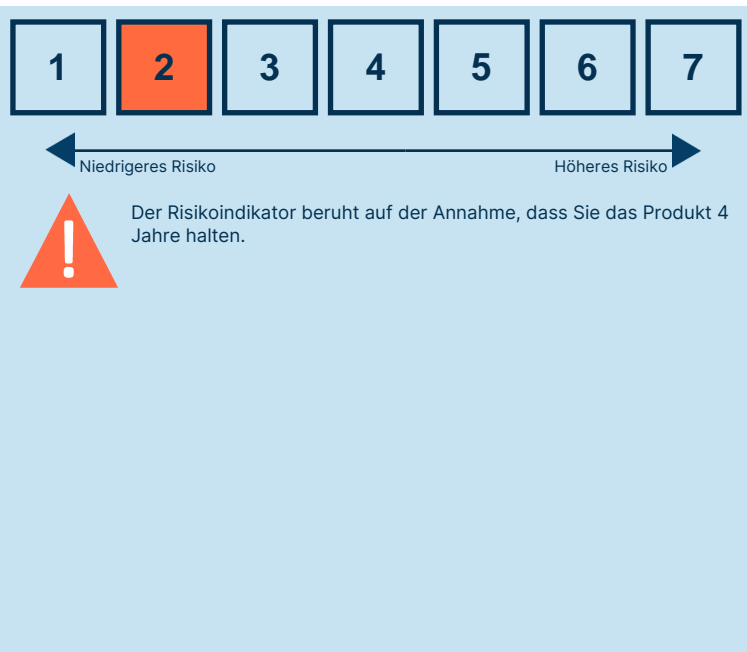 1 2 3 4 5 6 7
Niedrigeres Risiko Höheres Risiko
Der Risikoindikator beruht auf der Annahme, dass Sie das Produkt 4
Jahre halten.
!